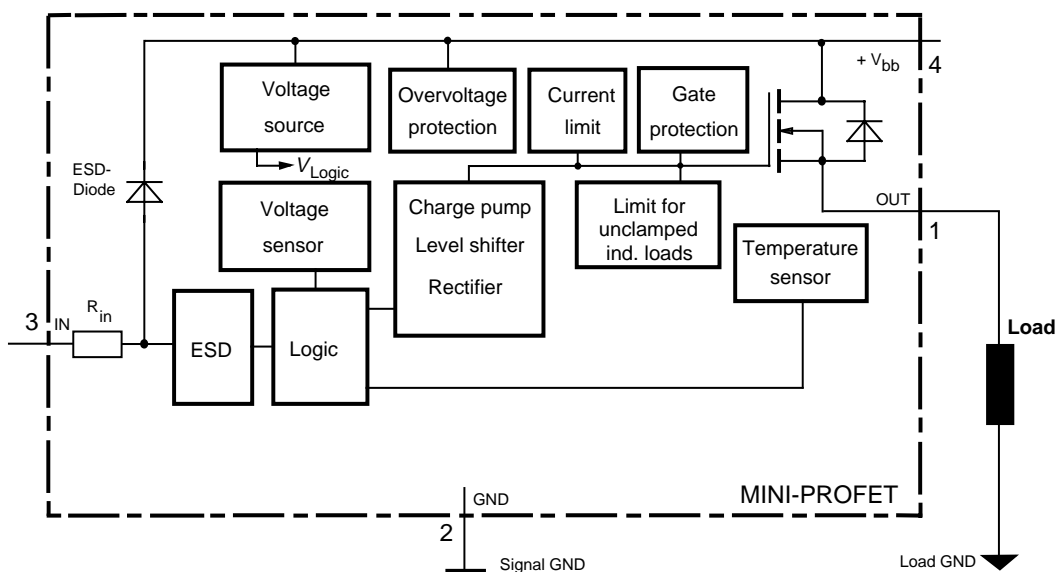 + V bb
4
Voltage
source
Overvoltage
protection
Current
limit
Gate
protection
ESD-
Diode
V Logic
Voltage
sensor
Charge pump
Level shifter
Rectifier
Limit for
unclamped
ind. loads
OUT
1
Temperature
sensor
3
IN
R in
ESD
Logic
Load
MINI-PROFET
GND
2
Signal GND
Load GND